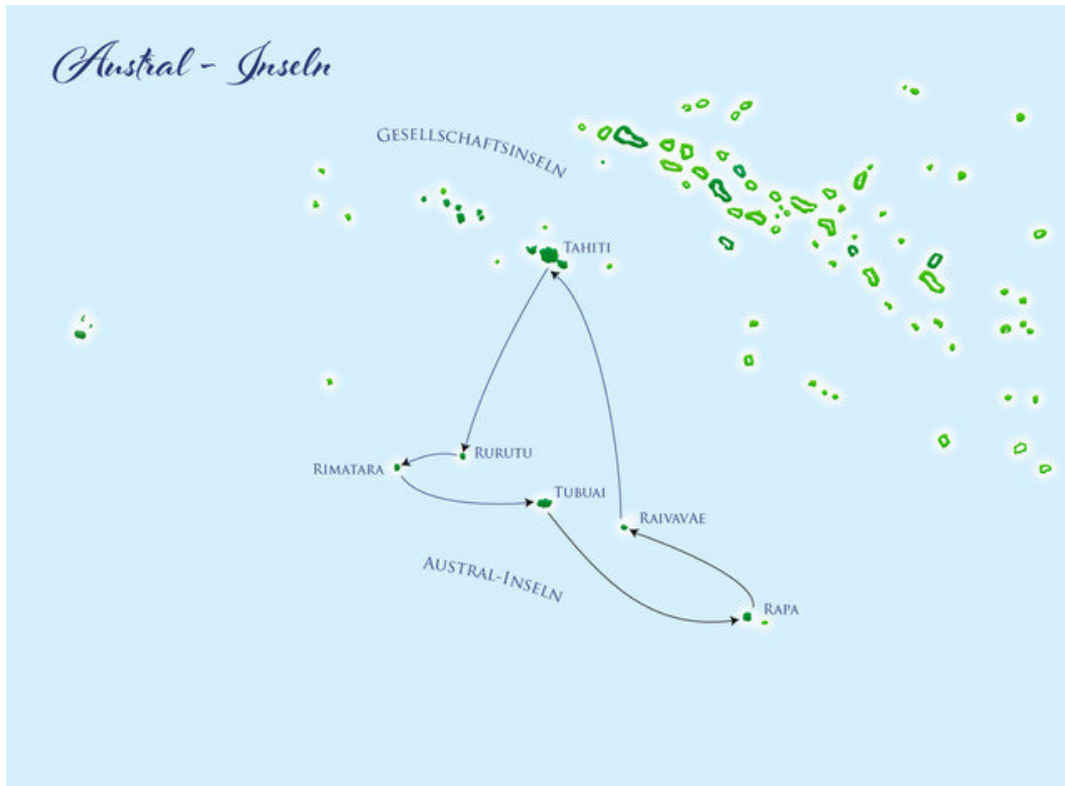 Austral - Inseln
GESELLSCHAFTSINSELN
TAHITI
RURUTU
RIMATARA
TUBUAI
RAIVAVAE
AUSTRAL-INSELN
RAPA